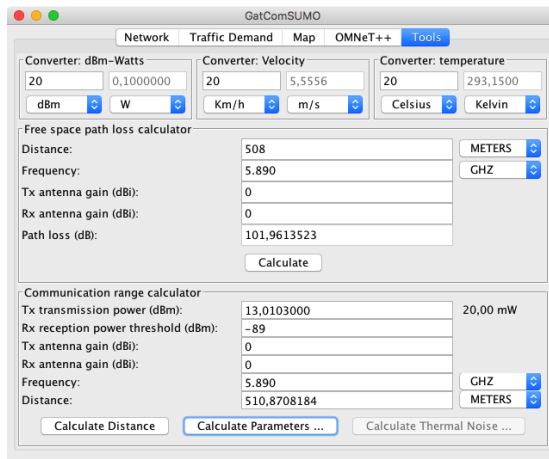 GatComSUMO
Network Traffic Demand Map OMNeT++ Tools
Converter: dBm-Watts Converter: Velocity Converter: temperature
20 0,1000000 20 5,5556 20 293,1500
dBm W Km/h m/s Celsius Kelvin
Free space path loss calculator
Distance: 508 METERS
Frequency: 5.890 GHZ
Tx antenna gain (dBi): 0
Rx antenna gain (dBi): 0
Path loss (dB): 101,9613523
Calculate
Communication range calculator
Tx transmission power (dBm): 13,0103000 20,00 mW
Rx reception power threshold (dBm): -89
Tx antenna gain (dBi): 0
Rx antenna gain (dBi): 0
Frequency: 5.890 GHZ
Distance: 510,8708184 METERS
Calculate Distance Calculate Parameters ... Calculate Thermal Noise ...